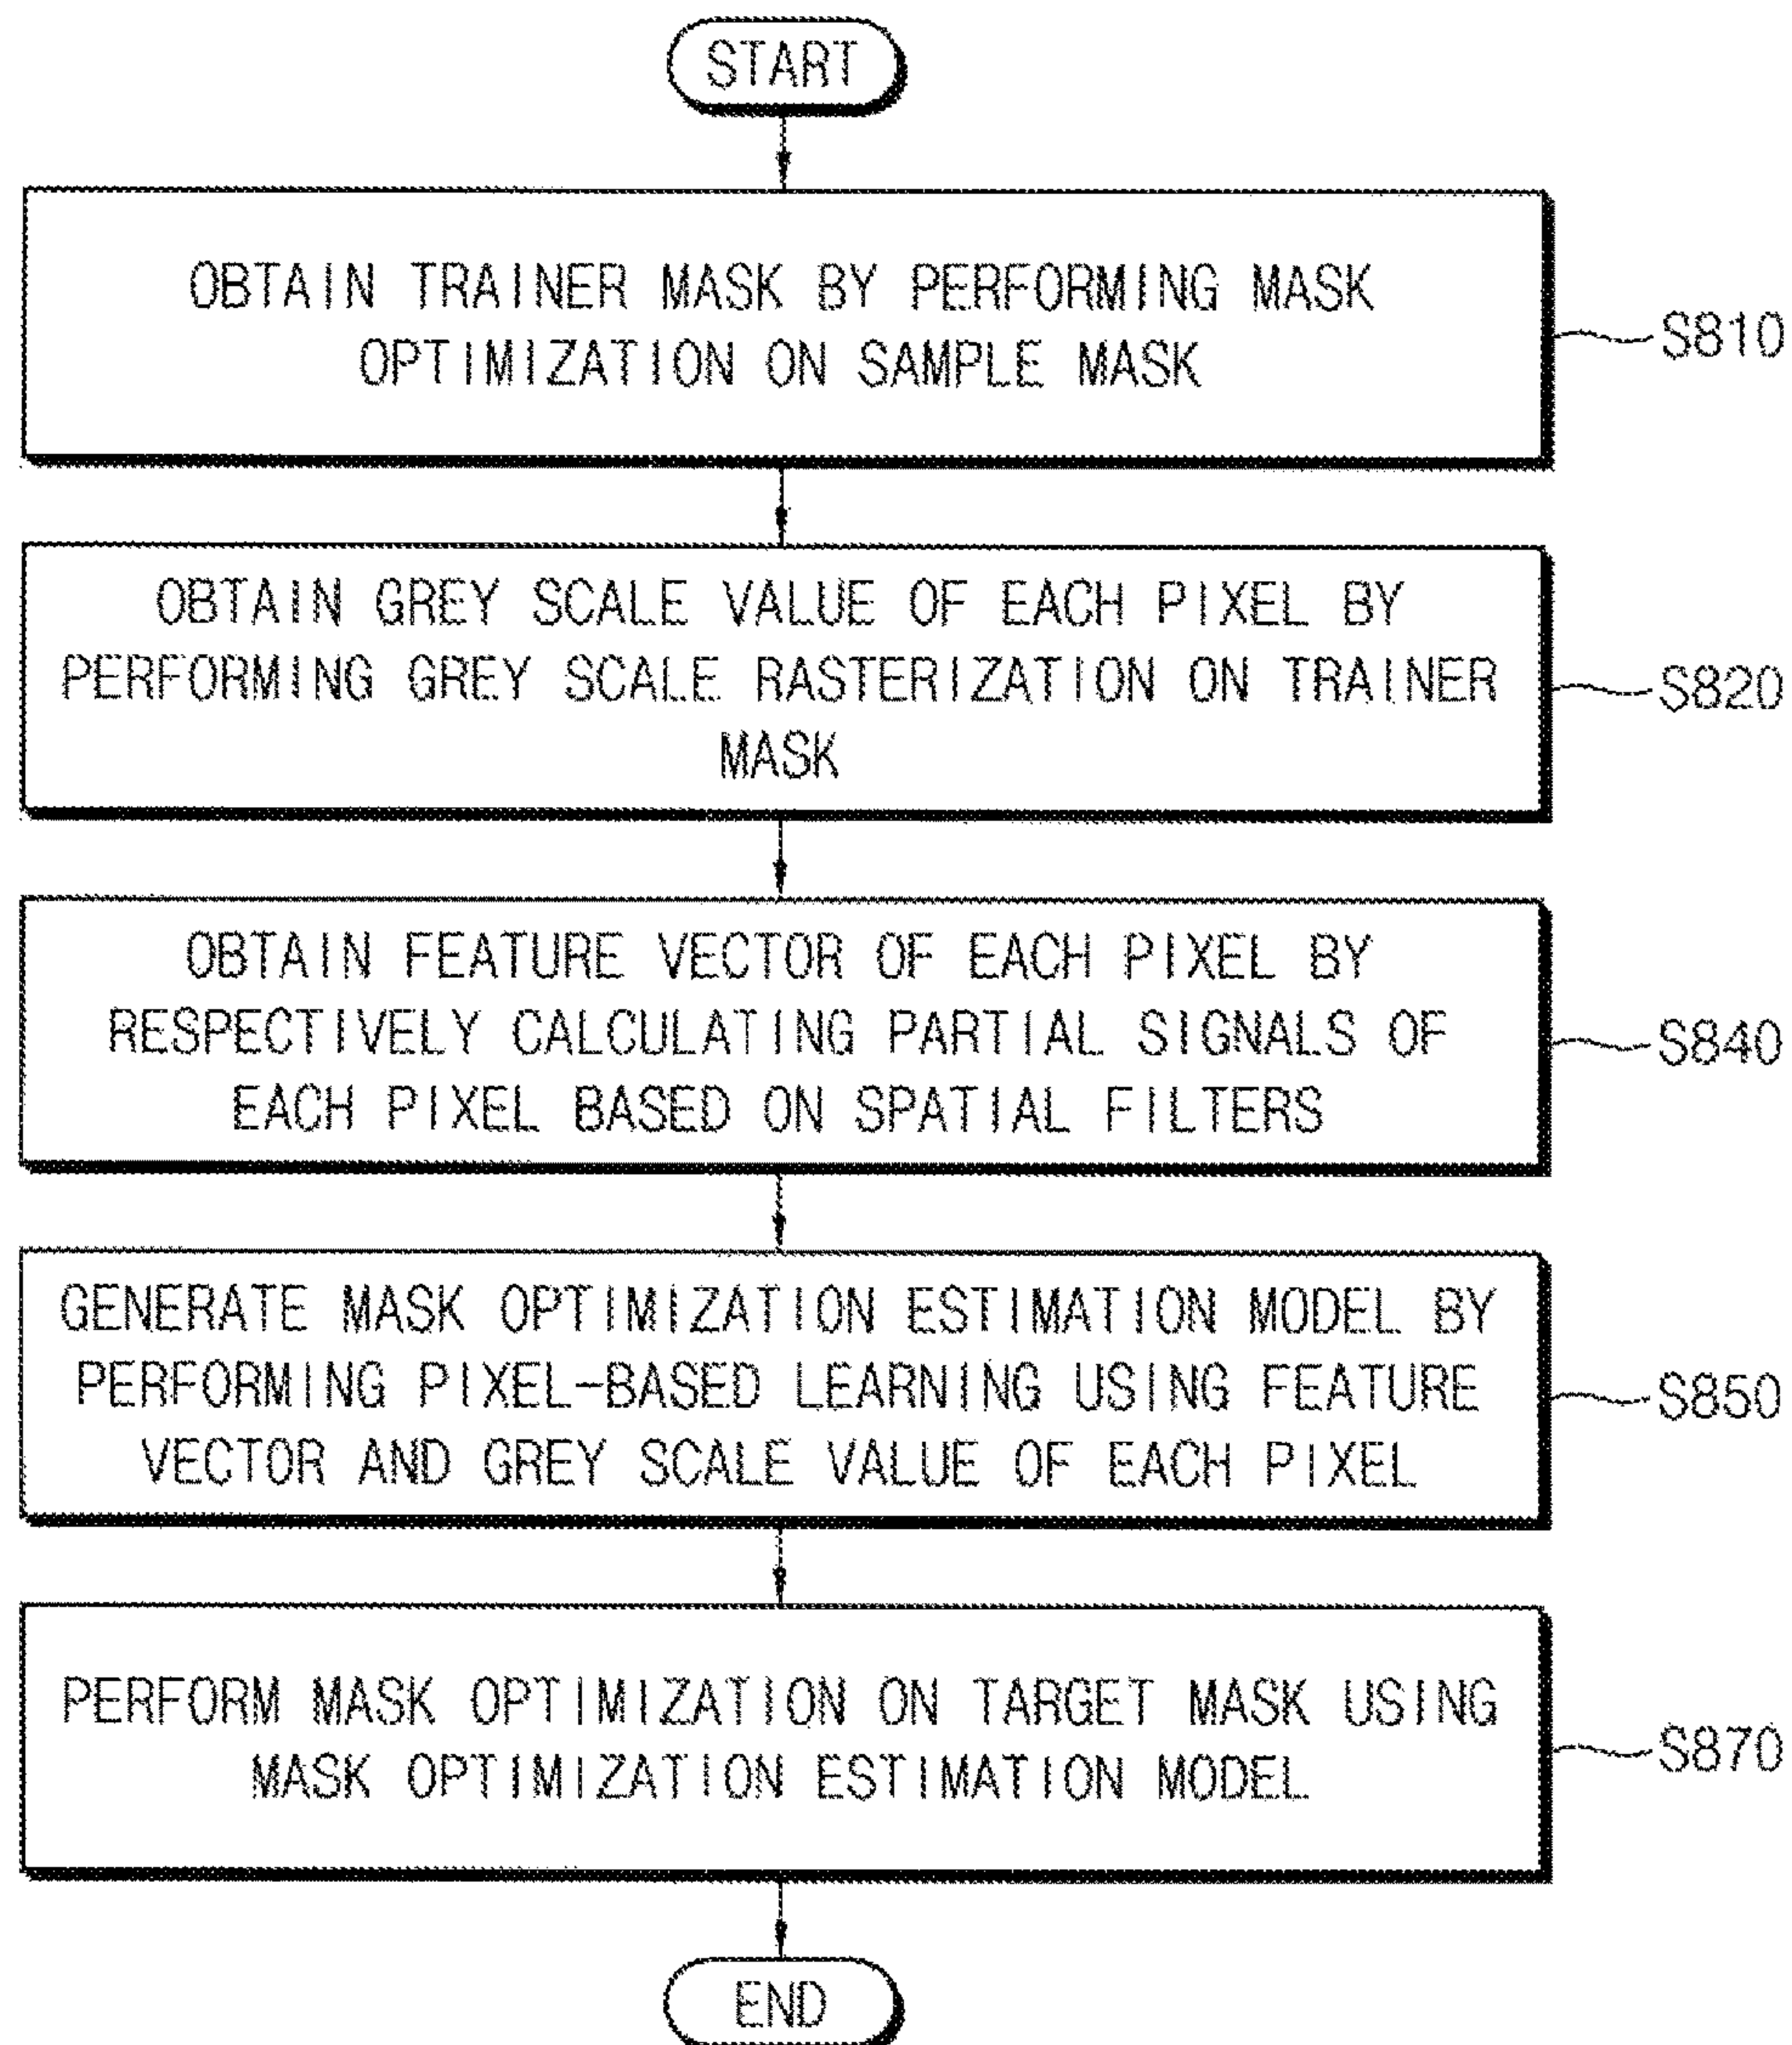 START
OBTAIN TRAINER MASK BY PERFORMING MASK
OPTIMIZATION ON SAMPLE MASK
S810
OBTAIN GREY SCALE VALUE OF EACH PIXEL BY
PERFORMING GREY SCALE RASTERIZATION ON TRAINER
MASK
S820
OBTAIN FEATURE VECTOR OF EACH PIXEL BY
RESPECTIVELY CALCULATING PARTIAL SIGNALS OF
EACH PIXEL BASED ON SPATIAL FILTERS
S840
GENERATE MASK OPTIMIZATION ESTIMATION MODEL BY
PERFORMING PIXEL-BASED LEARNING USING FEATURE
VECTOR AND GREY SCALE VALUE OF EACH PIXEL
S850
PERFORM MASK OPTIMIZATION ON TARGET MASK USING
MASK OPTIMIZATION ESTIMATION MODEL
S870
END